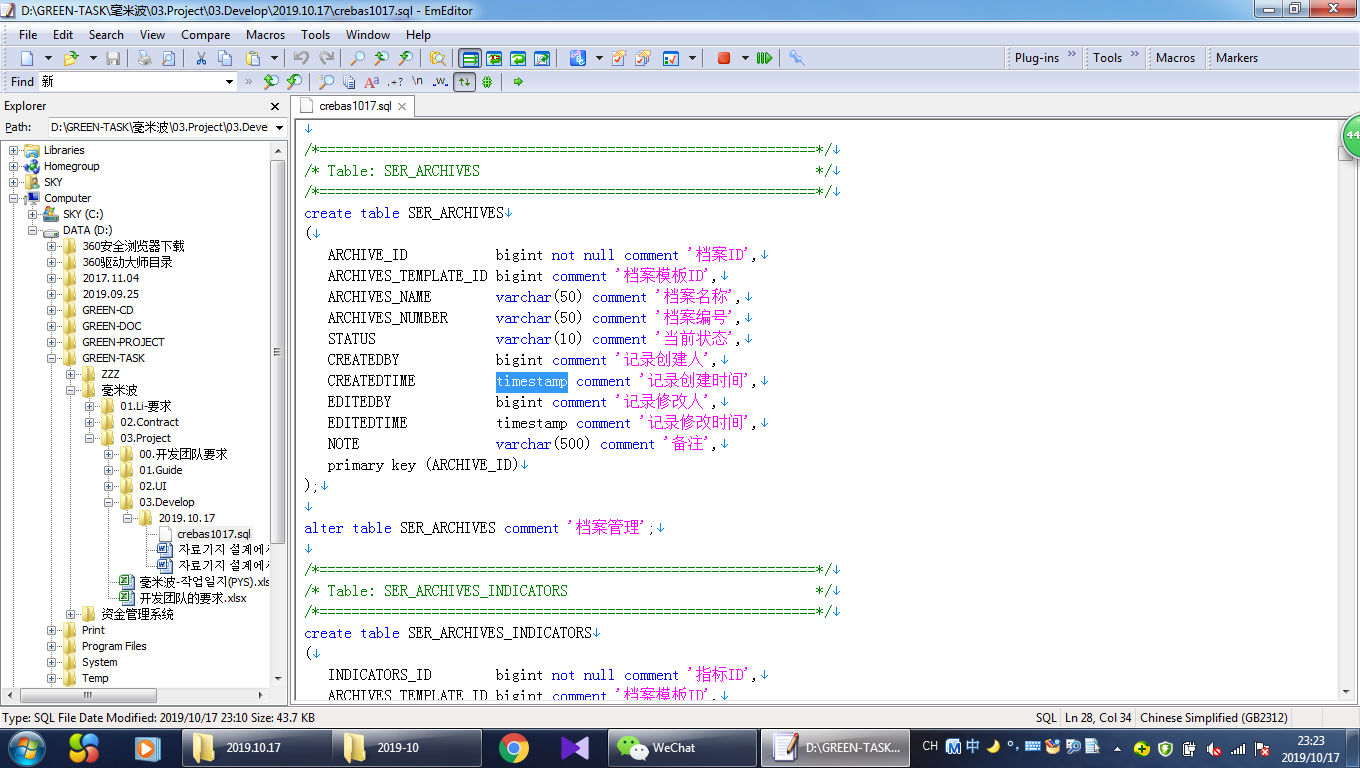 D:\GREEN-TASK\毫米波\03.Project\03.Develop\2019.10.17\crebas1017.sql - EmEditor
File Edit Search View Compare Macros Tools Window Help
Plug-ins » Tools » Macros Markers
Find 新
Explorer
crebas1017.sql
Path: D:\GREEN-TASK\毫米波\03.Project\03.Deve
Libraries
Homegroup
SKY
Computer
SKY (C:)
DATA (D:)
360安全浏览器下载
360驱动大师目录
2017.11.04
2019.09.25
GREEN-CD
GREEN-DOC
GREEN-PROJECT
GREEN-TASK
ZZZ
毫米波
01.Li-要求
02.Contract
03.Project
00.开发团队要求
01.Guide
02.UI
03.Develop
2019.10.17
crebas1017.sql
자료기지 설계에서
자료기지 설계에서
毫米波-작업일지(PYS).xls
开发团队的要求.xlsx
资金管理系统
Print
Program Files
System
Temp
/*==============================================================*/
/* Table: SER_ARCHIVES */
/*==============================================================*/
create table SER_ARCHIVES
(
ARCHIVE_ID bigint not null comment '档案ID',
ARCHIVES_TEMPLATE_ID bigint comment '档案模板ID',
ARCHIVES_NAME varchar(50) comment '档案名称',
ARCHIVES_NUMBER varchar(50) comment '档案编号',
STATUS varchar(10) comment '当前状态',
CREATEDBY bigint comment '记录创建人',
CREATEDTIME timestamp comment '记录创建时间',
EDITEDBY bigint comment '记录修改人',
EDITEDTIME timestamp comment '记录修改时间',
NOTE varchar(500) comment '备注',
primary key (ARCHIVE_ID)
);
alter table SER_ARCHIVES comment '档案管理';
/*==============================================================*/
/* Table: SER_ARCHIVES_INDICATORS */
/*==============================================================*/
create table SER_ARCHIVES_INDICATORS
(
INDICATORS_ID bigint not null comment '指标ID',
ARCHIVES_TEMPLATE_ID bigint comment '档案模板ID',
44
Type: SQL File Date Modified: 2019/10/17 23:10 Size: 43.7 KB
SQL Ln 28, Col 34 Chinese Simplified (GB2312)
2019.10.17 2019-10 WeChat D:\GREEN-TASK... CH 中
23:23
2019/10/17